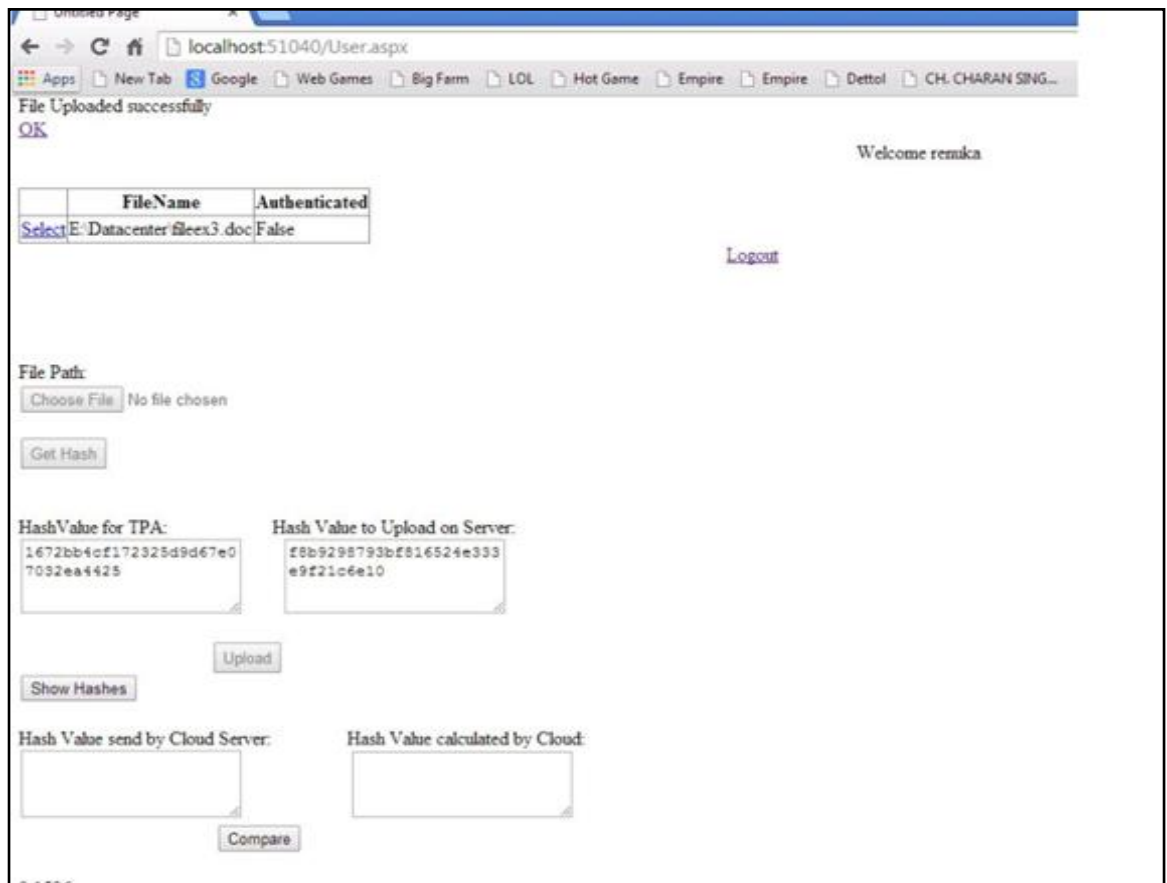 Untitled Page ×
localhost:51040/User.aspx
Apps New Tab Google Web Games Big Farm LOL Hot Game Empire Empire Dettol CH. CHARAN SING...
File Uploaded successfully
OK
Welcome renuka
FileName Authenticated
Select E:\Datacenter\fileex3.doc False
Logout
File Path:
Choose File No file chosen
Get Hash
HashValue for TPA: Hash Value to Upload on Server:
1672bb4cf172325d9d67e0 f8b9298793bf816524e333
7032ea4425 e9f21c6e10
Upload
Show Hashes
Hash Value send by Cloud Server: Hash Value calculated by Cloud:
Compare